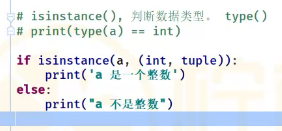 # isinstance(), 判断数据类型。 type()
# print(type(a) == int)
if isinstance(a, (int, tuple)):
    print('a 是一个整数')
else:
    print("a 不是整数")